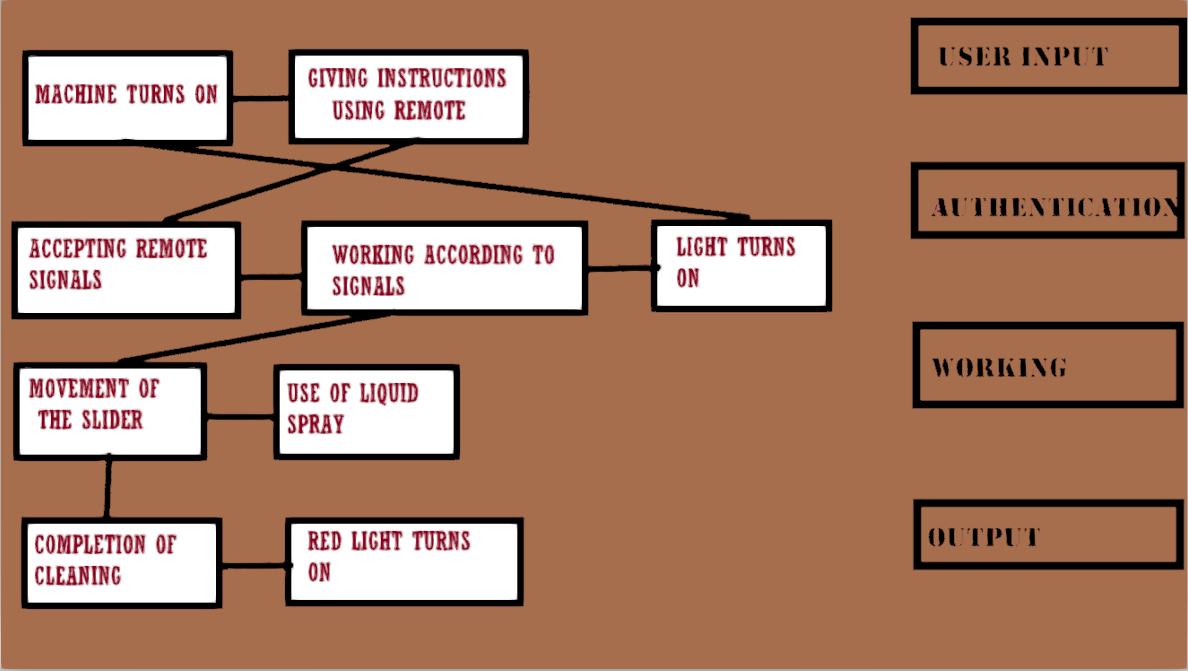 MACHINE TURNS ON
GIVING INSTRUCTIONS
USING REMOTE
USER INPUT
ACCEPTING REMOTE
SIGNALS
WORKING ACCORDING TO
SIGNALS
LIGHT TURNS
ON
AUTHENTICATION
MOVEMENT OF
THE SLIDER
USE OF LIQUID
SPRAY
WORKING
COMPLETION OF
CLEANING
RED LIGHT TURNS
ON
OUTPUT